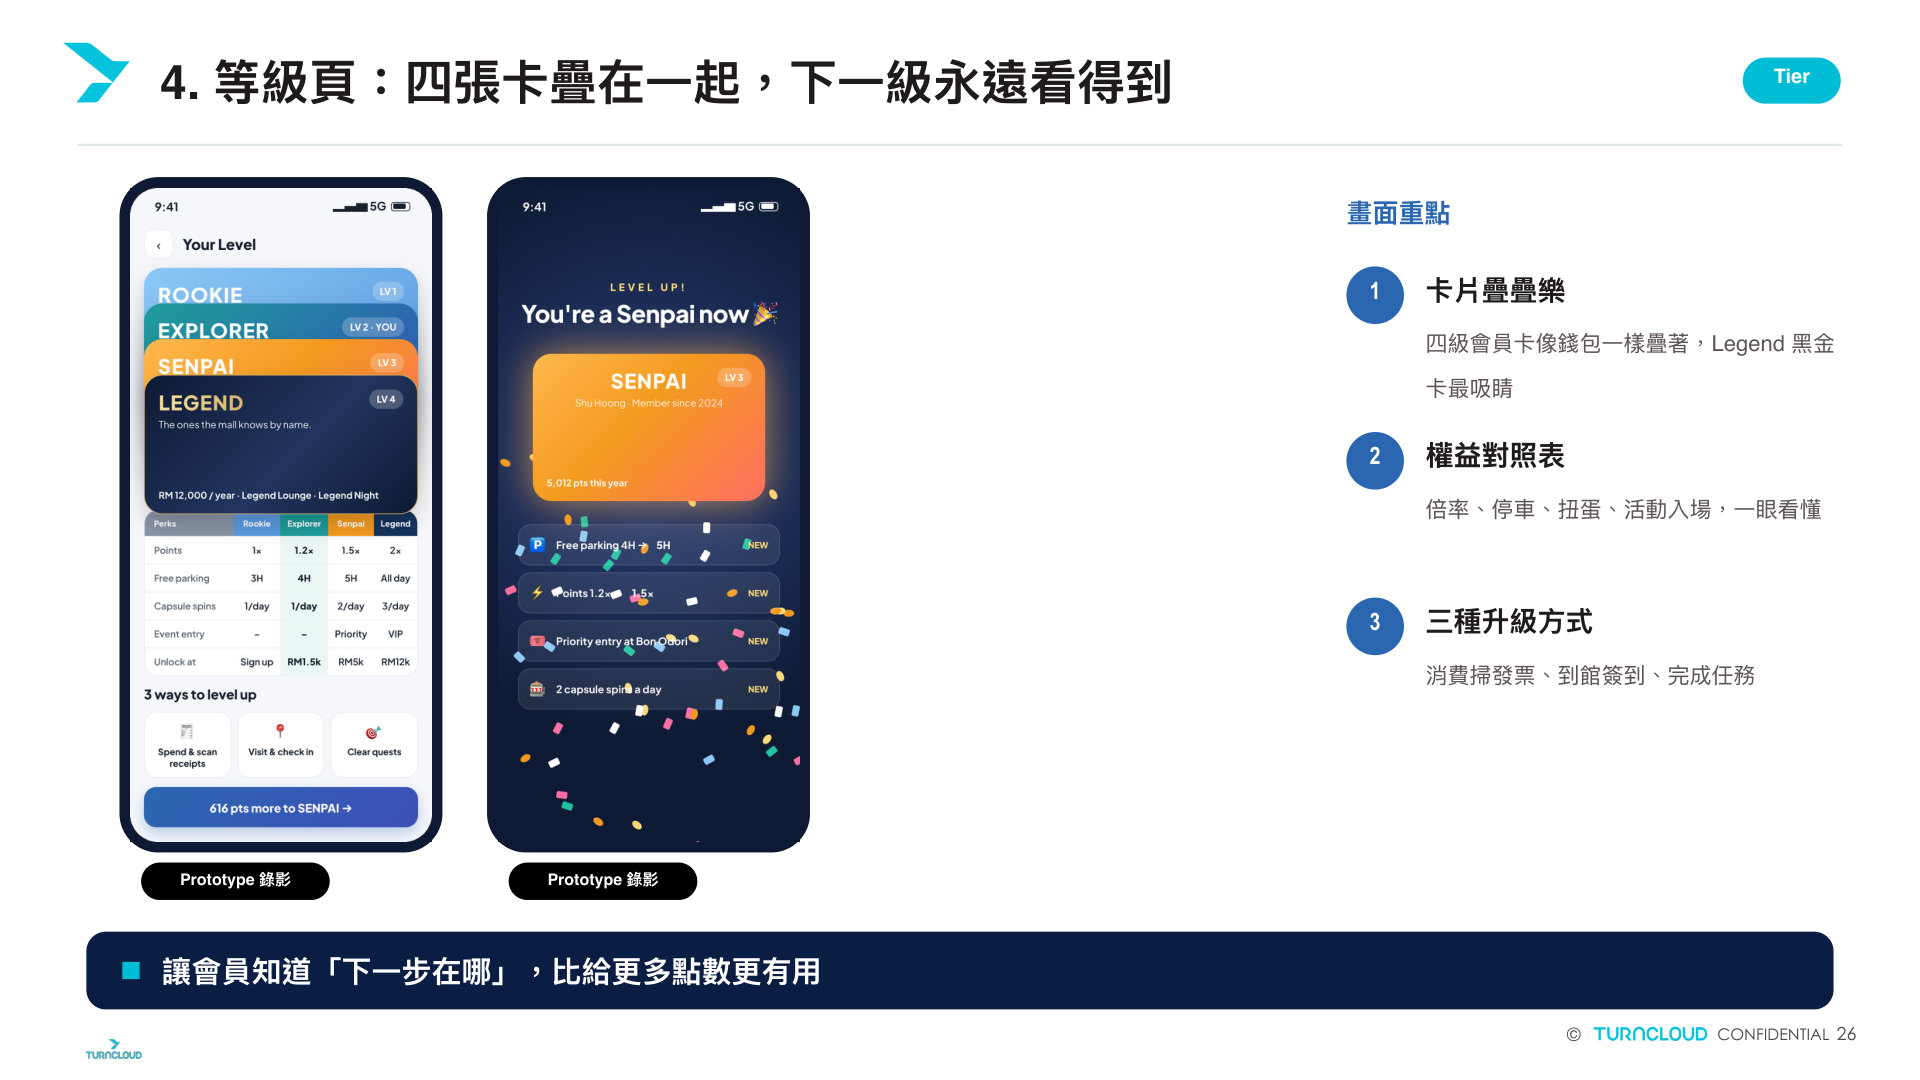 4. 等級頁：四張卡疊在一起，下一級永遠看得到
Tier
9:41
5G
‹ Your Level
ROOKIE LV 1
EXPLORER LV 2 · YOU
SENPAI LV 3
LEGEND LV 4
The ones the mall knows by name.
RM 12,000 / year · Legend Lounge · Legend Night
Perks Rookie Explorer Senpai Legend
Points 1× 1.2× 1.5× 2×
Free parking 3H 4H 5H All day
Capsule spins 1/day 1/day 2/day 3/day
Event entry – – Priority VIP
Unlock at Sign up RM1.5k RM5k RM12k
3 ways to level up
Spend & scan receipts
Visit & check in
Clear quests
616 pts more to SENPAI →
Prototype 錄影
9:41
5G
LEVEL UP!
You're a Senpai now 🎉
SENPAI LV 3
Shu Hoong · Member since 2024
5,012 pts this year
P Free parking 4H → 5H NEW
Points 1.2× 1.5× NEW
Priority entry at Bon Odori NEW
2 capsule spins a day NEW
Prototype 錄影
畫面重點
1 卡片疊疊樂
四級會員卡像錢包一樣疊著，Legend 黑金
卡最吸睛
2 權益對照表
倍率、停車、扭蛋、活動入場，一眼看懂
3 三種升級方式
消費掃發票、到館簽到、完成任務
讓會員知道「下一步在哪」，比給更多點數更有用
TURNCLOUD
© TURNCLOUD CONFIDENTIAL 26